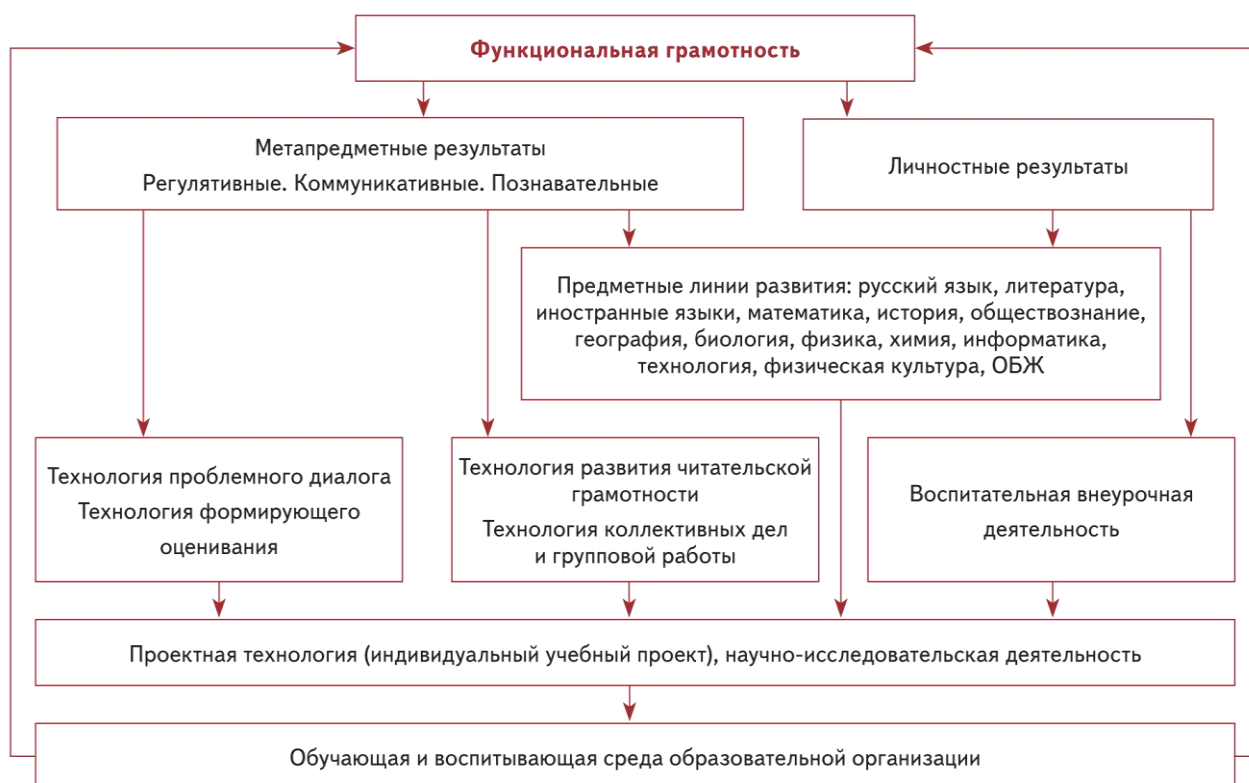 Функциональная грамотность
Метапредметные результаты
Регулятивные. Коммуникативные. Познавательные
Личностные результаты
Предметные линии развития: русский язык, литература,
иностранные языки, математика, история, обществознание,
география, биология, физика, химия, информатика,
технология, физическая культура, ОБЖ
Технология проблемного диалога
Технология формирующего
оценивания
Технология развития читательской
грамотности
Технология коллективных дел
и групповой работы
Воспитательная внеурочная
деятельность
Проектная технология (индивидуальный учебный проект), научно-исследовательская деятельность
Обучающая и воспитывающая среда образовательной организации